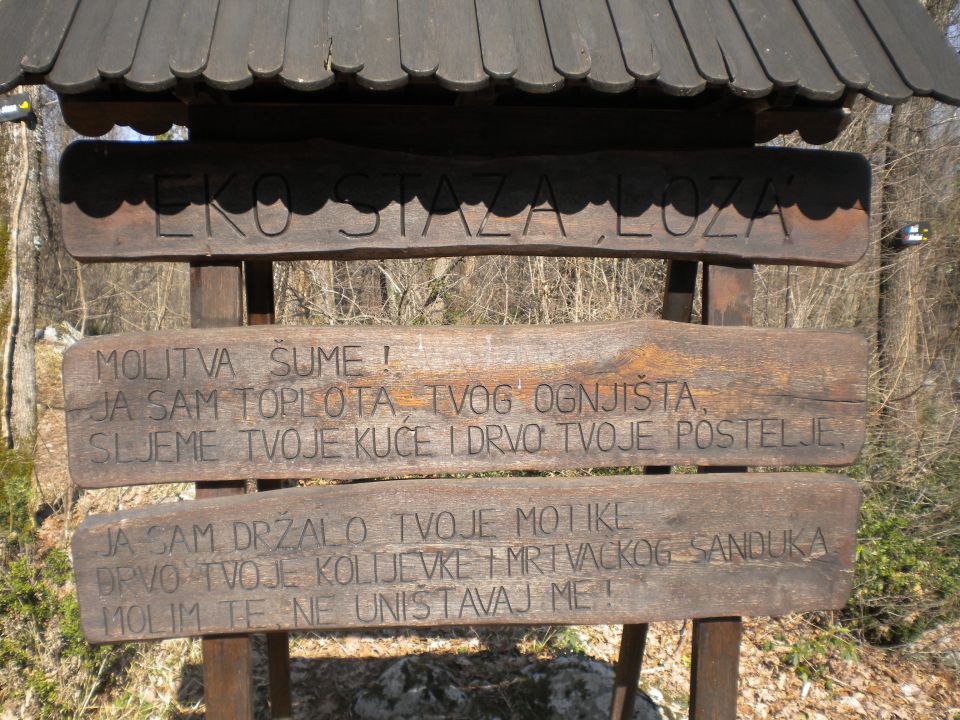 EKO STAZA 'LOZA'
MOLITVA ŠUME!
JA SAM TOPLOTA, TVOG OGNJIŠTA,
SLJEME TVOJE KUĆE I DRVO TVOJE POSTELJE.
JA SAM DRŽALO TVOJE MOTIKE
DRVO TVOJE KOLIJEVKE I MRTVAČKOG SANDUKA
MOLIM TE, NE UNIŠTAVAJ ME!